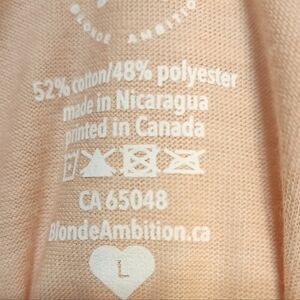 BLONDE AMBITION
52% cotton/48% polyester
made in Nicaragua
printed in Canada
CA 65048
BlondeAmbition.ca
L